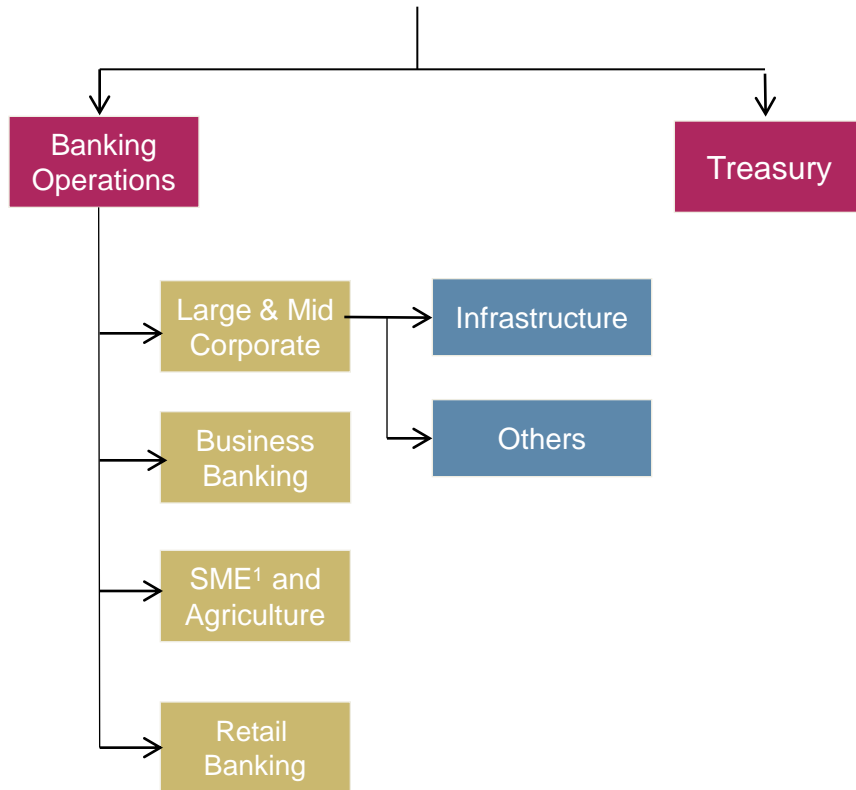 Banking
Operations
Treasury
Large & Mid
Corporate
Infrastructure
Others
Business
Banking
SME¹ and
Agriculture
Retail
Banking